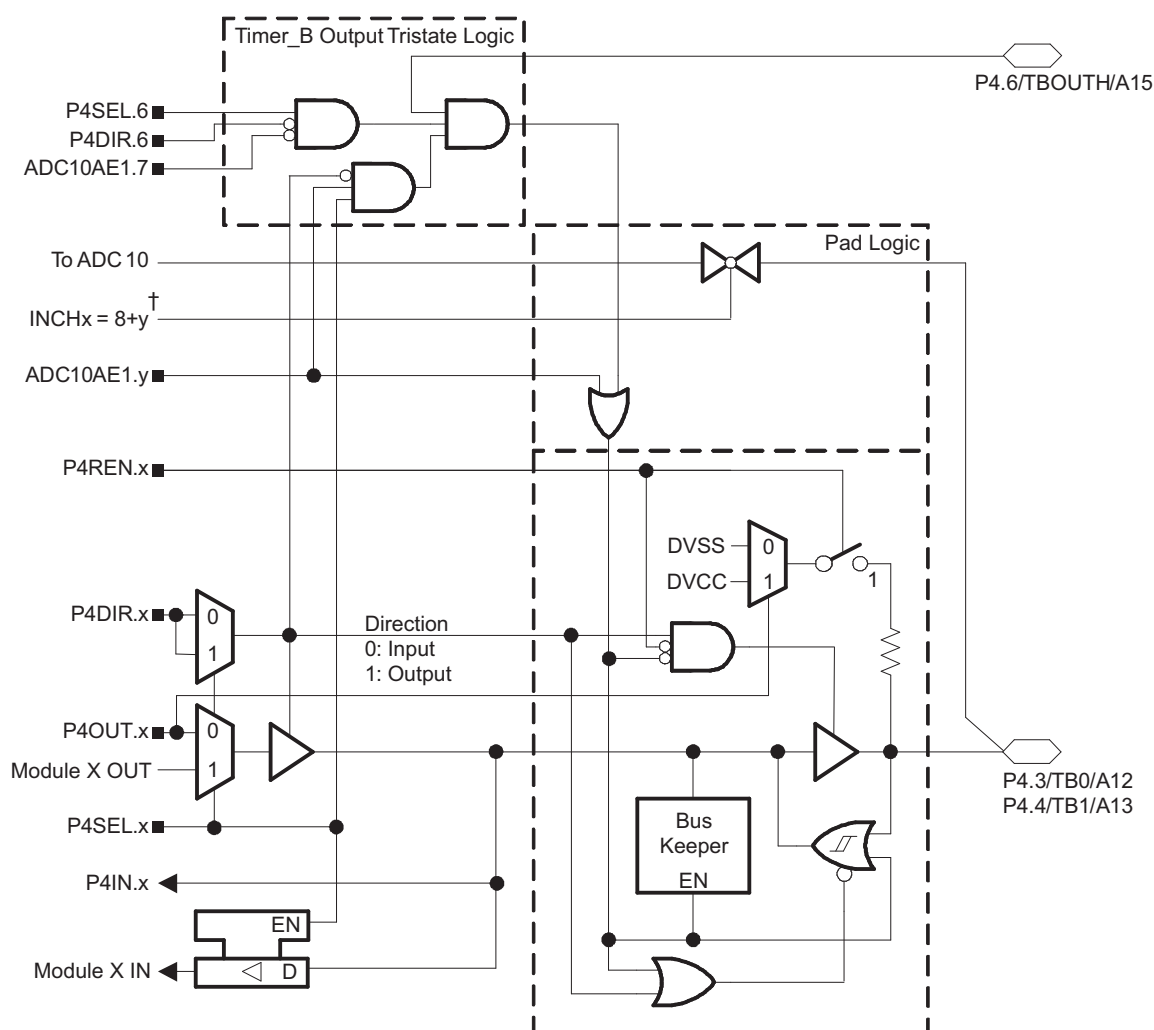 Timer_B Output Tristate Logic
P4.6/TBOUTH/A15
P4SEL.6
P4DIR.6
ADC10AE1.7
Pad Logic
To ADC 10
INCHx = 8+y†
ADC10AE1.y
P4REN.x
DVSS
0
DVCC
1
1
P4DIR.x
0
1
Direction
0: Input
1: Output
P4OUT.x
0
Module X OUT
1
P4.3/TB0/A12
P4.4/TB1/A13
P4SEL.x
Bus
Keeper
EN
P4IN.x
EN
Module X IN
D